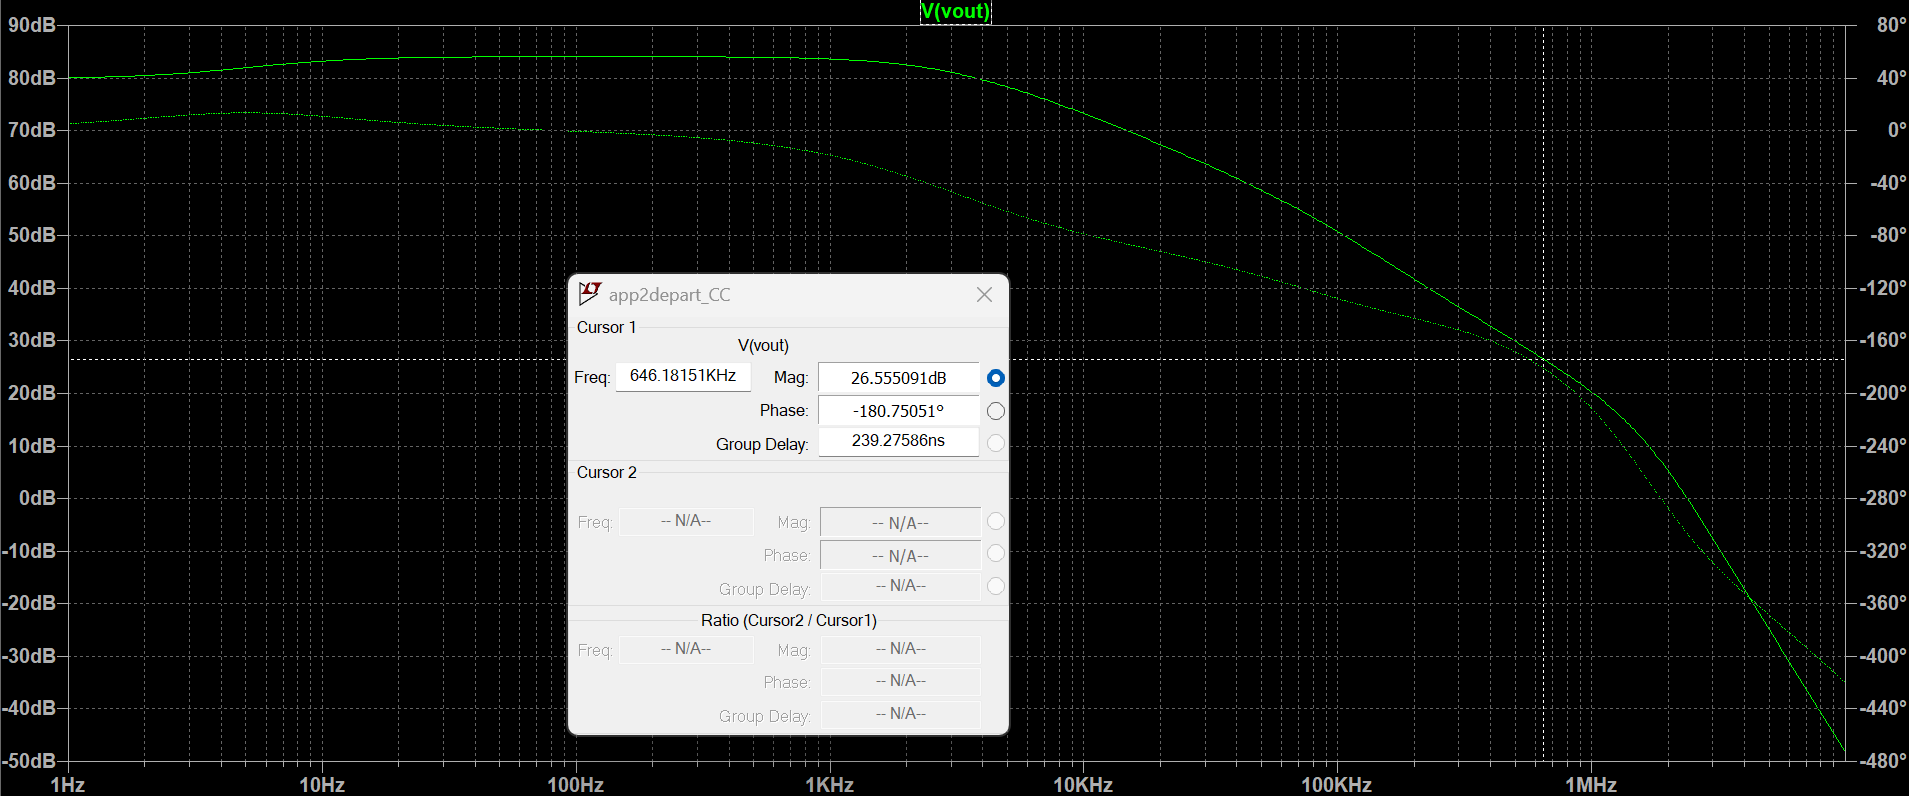 V(vout)
90dB 80°
80dB 40°
70dB 0°
60dB -40°
50dB -80°
40dB -120°
30dB -160°
20dB -200°
10dB -240°
0dB -280°
-10dB -320°
-20dB -360°
-30dB -400°
-40dB -440°
-50dB -480°
1Hz 10Hz 100Hz 1KHz 10KHz 100KHz 1MHz
LT app2depart_CC
Cursor 1
V(vout)
Freq: 646.18151KHz Mag: 26.555091dB
Phase: -180.75051°
Group Delay: 239.27586ns
Cursor 2
Freq: -- N/A-- Mag: -- N/A--
Phase: -- N/A--
Group Delay: -- N/A--
Ratio (Cursor2 / Cursor1)
Freq: -- N/A-- Mag: -- N/A--
Phase: -- N/A--
Group Delay: -- N/A--